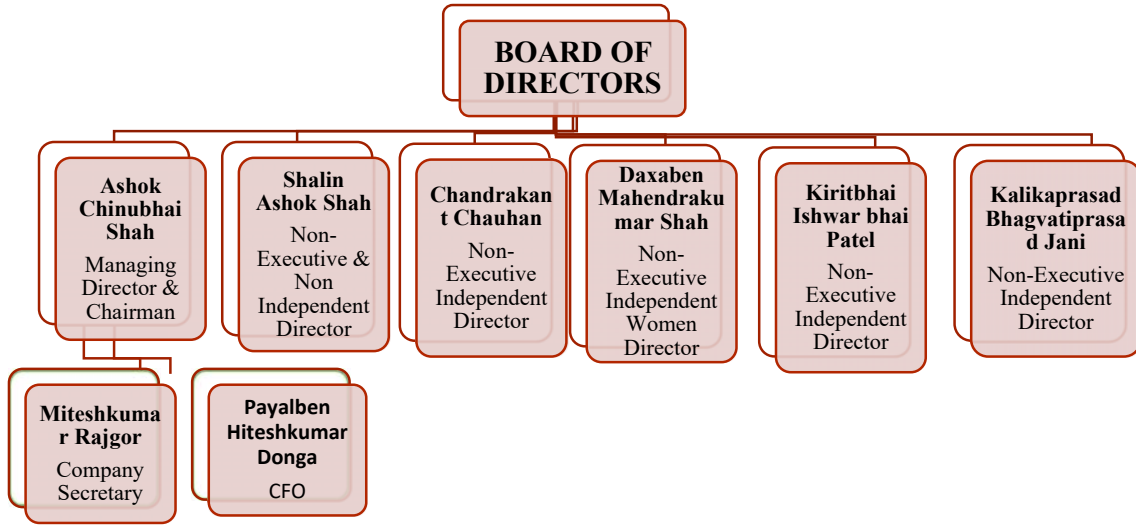 BOARD OF
DIRECTORS
Ashok
Chinubhai
Shah
Managing
Director &
Chairman
Shalin
Ashok Shah
Non-
Executive &
Non
Independent
Director
Chandrakan
t Chauhan
Non-
Executive
Independent
Director
Daxaben
Mahendraku
mar Shah
Non-
Executive
Independent
Women
Director
Kiritbhai
Ishwar bhai
Patel
Non-
Executive
Independent
Director
Kalikaprasad
Bhagvatiprasa
d Jani
Non-Executive
Independent
Director
Miteshkuma
r Rajgor
Company
Secretary
Payalben
Hiteshkumar
Donga
CFO